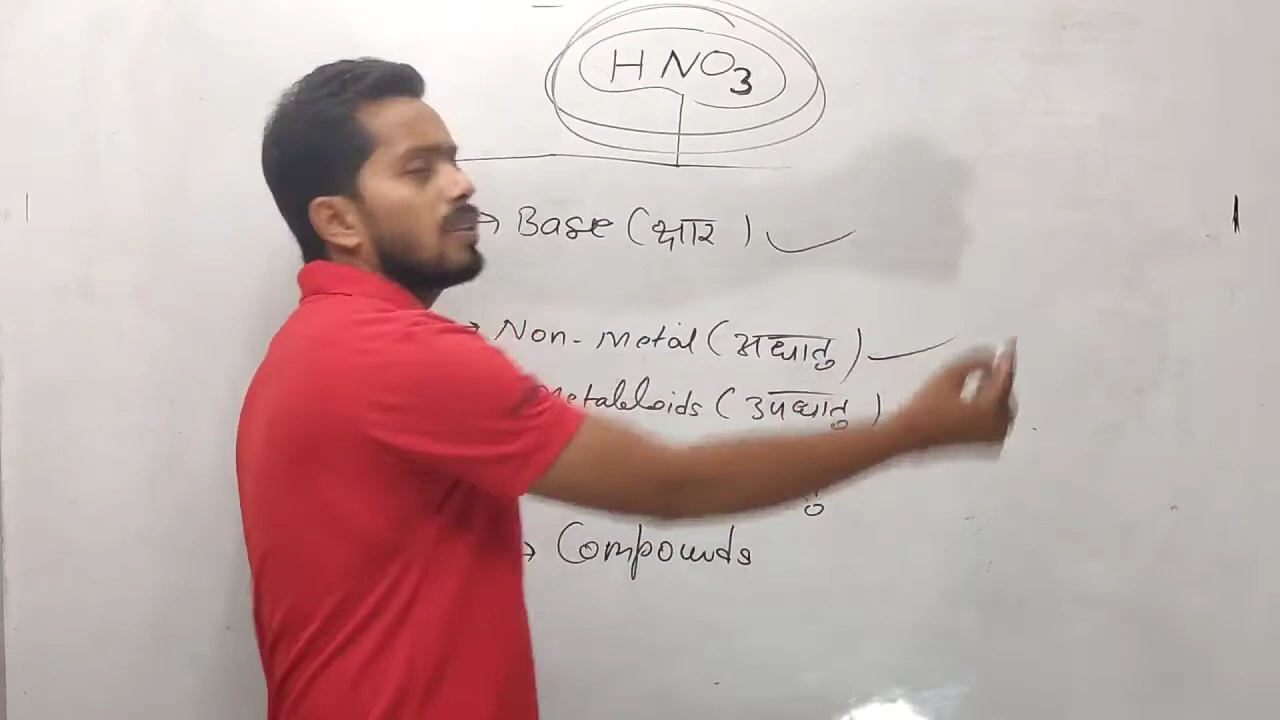 HNO3
→ Base (क्षार)
→ Non-metal (अधातु)
Metalloids (उपधातु)
→ Compounds